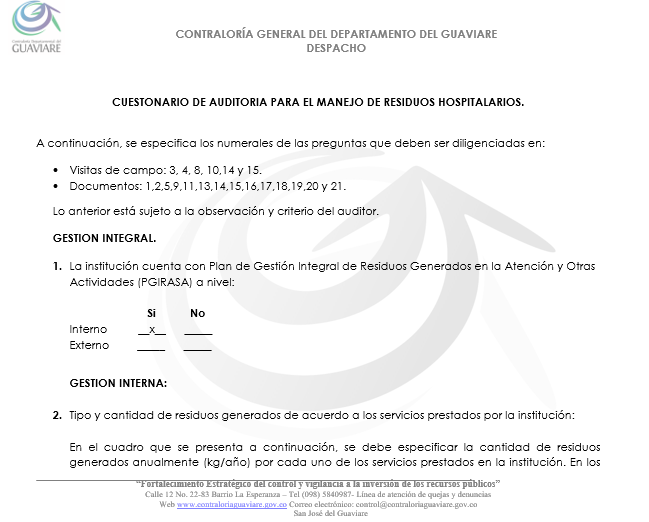 Contraloría Departamental del
GUAVIARE
CONTRALORÍA GENERAL DEL DEPARTAMENTO DEL GUAVIARE
DESPACHO
CUESTONARIO DE AUDITORIA PARA EL MANEJO DE RESIDUOS HOSPITALARIOS.
A continuación, se especifica los numerales de las preguntas que deben ser diligenciadas en:
• Visitas de campo: 3, 4, 8, 10,14 y 15.
• Documentos: 1,2,5,9,11,13,14,15,16,17,18,19,20 y 21.
Lo anterior está sujeto a la observación y criterio del auditor.
GESTION INTEGRAL.
1. La institución cuenta con Plan de Gestión Integral de Residuos Generados en la Atención y Otras
Actividades (PGIRASA) a nivel:
Si No
Interno __x__ _____
Externo _____ _____
GESTION INTERNA:
2. Tipo y cantidad de residuos generados de acuerdo a los servicios prestados por la institución:
En el cuadro que se presenta a continuación, se debe especificar la cantidad de residuos
generados anualmente (kg/año) por cada uno de los servicios prestados en la institución. En los
“Fortalecimiento Estratégico del control y vigilancia a la inversión de los recursos públicos”
Calle 12 No. 22-83 Barrio La Esperanza – Tel (098) 5840987- Línea de atención de quejas y denuncias
Web www.contraloriaguaviare.gov.co Correo electrónico: control@contraloriaguaviare.gov.co
San José del Guaviare